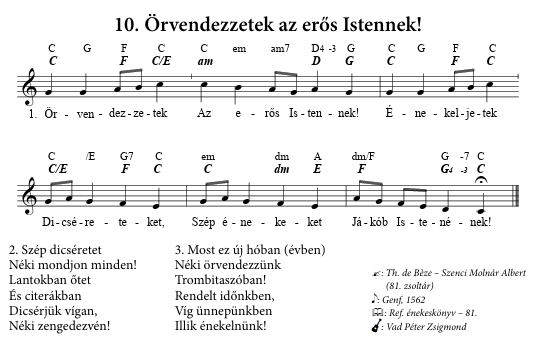 10. Örvendezzetek az erős Istennek!
C G F C C em am7 D4 -3 G C G F C
C F C/E am D G C F C
1. Ör - ven - dez-ze - tek Az e - rős Is - ten - nek! É - ne - kel-je - tek
C /E G7 C em dm A dm/F G -7 C
C/E F C C dm E F G4 -3 C
Di-csé-re - te - ket, Szép é-ne - ke - ket Já-kób Is-te-né-nek!
2. Szép dicséretet
Néki mondjon minden!
Lantokban őtet
És citerákban
Dicsérjük vígan,
Néki zengedezvén!
3. Most ez új hóban (évben)
Néki örvendezzünk
Trombitaszóban!
Rendelt időnkben,
Víg ünnepünkben
Illik énekelnünk!
: Th. de Bèze – Szenci Molnár Albert
(81. zsoltár)
: Genf, 1562
: Ref. énekeskönyv – 81.
: Vad Péter Zsigmond